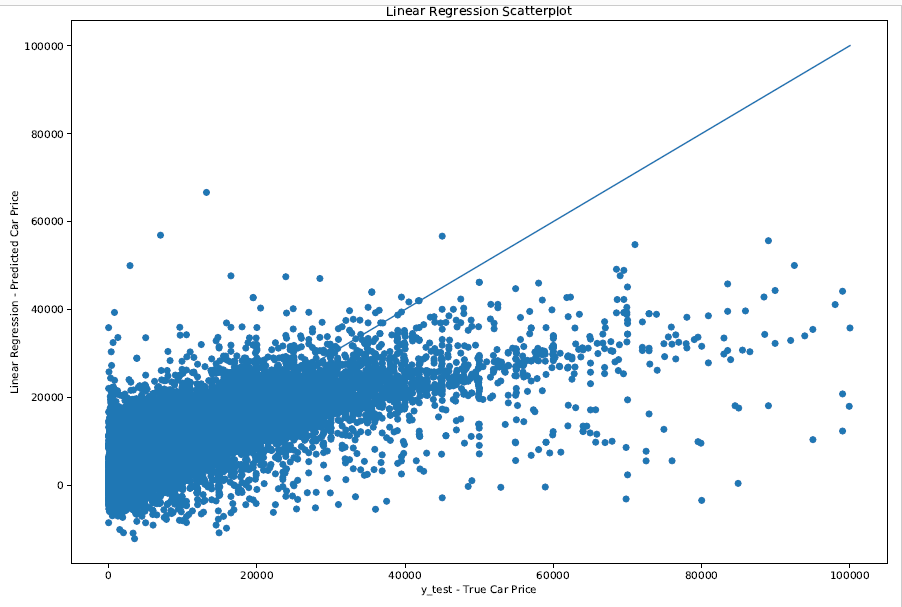 Linear Regression Scatterplot
100000
80000
60000
40000
20000
0
Linear Regression - Predicted Car Price
0 20000 40000 60000 80000 100000
y_test - True Car Price